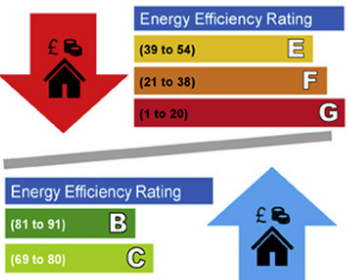 Energy Efficiency Rating
£
(39 to 54) E
(21 to 38) F
(1 to 20) G
Energy Efficiency Rating
(81 to 91) B
£
(69 to 80) C